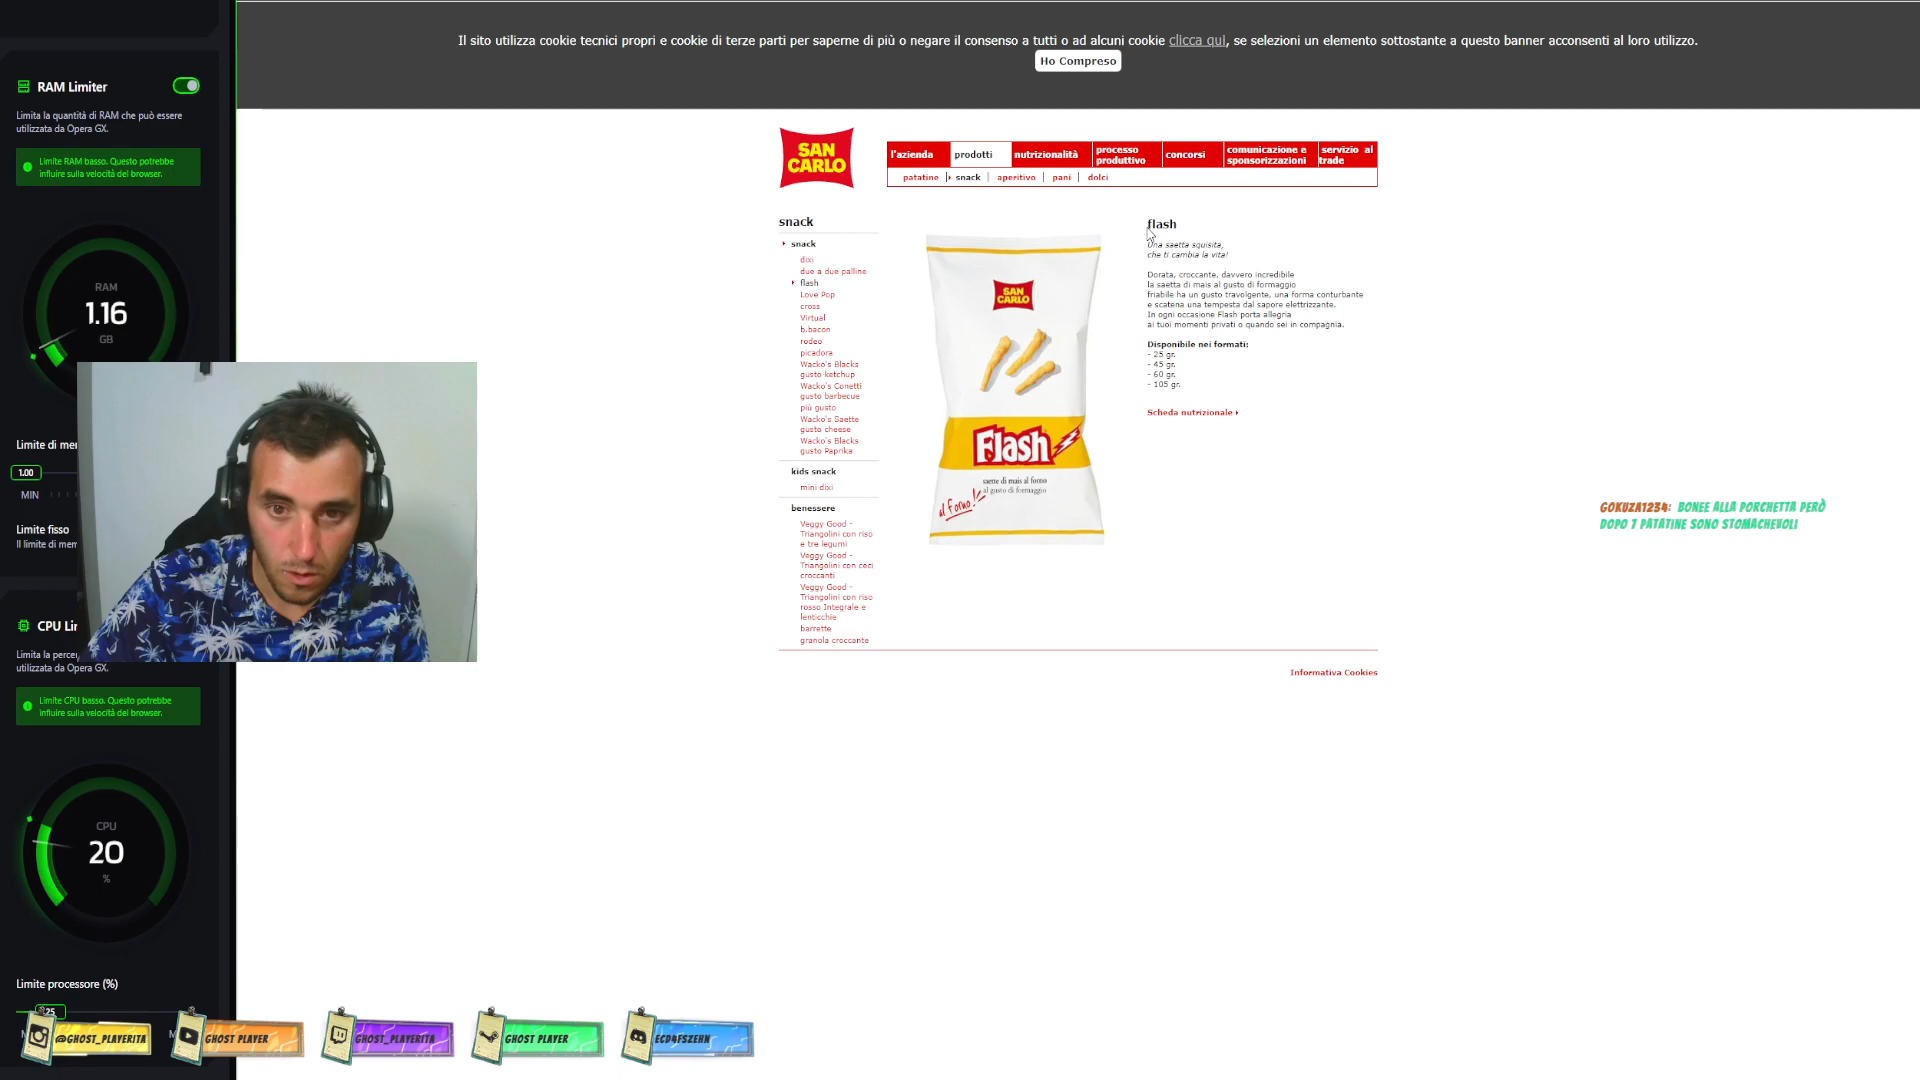 Il sito utilizza cookie tecnici propri e cookie di terze parti per saperne di più o negare il consenso a tutti o ad alcuni cookie clicca qui, se selezioni un elemento sottostante a questo banner acconsenti al loro utilizzo.
Ho Compreso
RAM Limiter
Limita la quantità di RAM che può essere
utilizzata da Opera GX.
Limite RAM basso. Questo potrebbe
influire sulla velocità del browser.
RAM
1.16
GB
Limite di mem
1.00
MIN
Limite fisso
Il limite di mem
CPU Lim
Limita la percen
utilizzata da Opera GX.
Limite CPU basso. Questo potrebbe
influire sulla velocità del browser.
CPU
20
%
Limite processore (%)
25
SAN
CARLO
l'azienda
prodotti
nutrizionalità
processo
produttivo
concorsi
comunicazione e
sponsorizzazioni
servizio al
trade
patatine
snack
aperitivo
pani
dolci
snack
snack
dixi
due a due palline
flash
Love Pop
cross
Virtual
b.bacon
rodeo
picadora
Wacko's Blacks
gusto ketchup
Wacko's Conetti
gusto barbecue
più gusto
Wacko's Saette
gusto cheese
Wacko's Blacks
gusto Paprika
kids snack
mini dixi
benessere
Veggy Good -
Triangolini con riso
e tre legumi
Veggy Good -
Triangolini con ceci
croccanti
Veggy Good -
Triangolini con riso
rosso Integrale e
lenticchie
barrette
granola croccante
SAN
CARLO
Flash
saette di mais al forno
al gusto di formaggio
al forno!
flash
Una saetta squisita,
che ti cambia la vita!
Dorata, croccante, davvero incredibile
la saetta di mais al gusto di formaggio
friabile ha un gusto travolgente, una forma conturbante
e scatena una tempesta dal sapore elettrizzante.
In ogni occasione Flash porta allegria
ai tuoi momenti privati o quando sei in compagnia.
Disponibile nei formati:
- 25 gr.
- 45 gr.
- 60 gr.
- 105 gr.
Scheda nutrizionale
Informativa Cookies
GOKUZA1234: BONEE ALLA PORCHETTA PERÒ
DOPO 7 PATATINE SONO STOMACHEVOLI
@GHOST_PLAYERITA
GHOST PLAYER
GHOST_PLAYERITA
GHOST PLAYER
ECD4FSZEHN